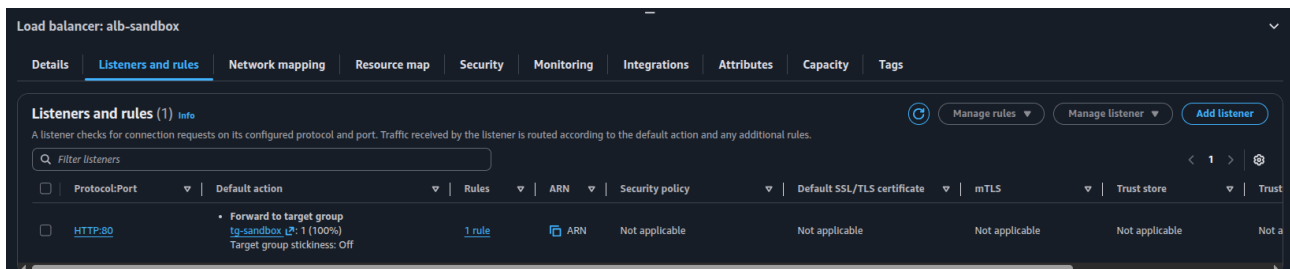 Load balancer: alb-sandbox
Details Listeners and rules Network mapping Resource map Security Monitoring Integrations Attributes Capacity Tags
Listeners and rules (1) Info
Manage rules Manage listener Add listener
A listener checks for connection requests on its configured protocol and port. Traffic received by the listener is routed according to the default action and any additional rules.
Filter listeners
1
Protocol:Port Default action Rules ARN Security policy Default SSL/TLS certificate mTLS Trust store Trust
• Forward to target group
HTTP:80 tg-sandbox: 1 (100%) 1 rule ARN Not applicable Not applicable Not applicable Not applicable Not a
Target group stickiness: Off